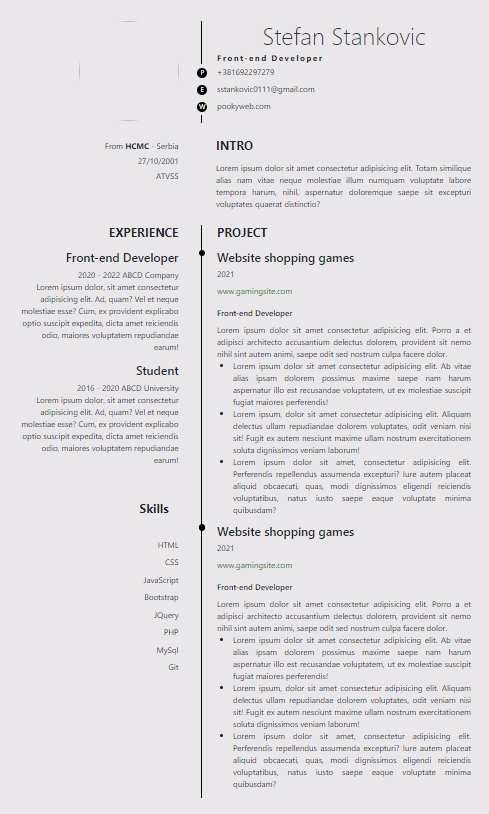 Stefan Stankovic
Front-end Developer
P +381692297279
E sstankovic0111@gmail.com
W pookyweb.com
From HCMC - Serbia
27/10/2001
ATVSS
INTRO
Lorem ipsum dolor sit amet consectetur adipisicing elit. Totam similique
alias nam vitae neque molestiae illum numquam voluptate labore
tempora harum, nihil, aspernatur doloremque saepe sit excepturi
voluptates quaerat distinctio?
EXPERIENCE
Front-end Developer
2020 - 2022 ABCD Company
Lorem ipsum dolor, sit amet consectetur
adipisicing elit. Ad, quam? Vel et neque
molestiae esse? Cum, ex provident explicabo
optio suscipit expedita, dicta amet reiciendis
odio, maiores voluptatem repudiandae
earum!
Student
2016 - 2020 ABCD University
Lorem ipsum dolor, sit amet consectetur
adipisicing elit. Ad, quam? Vel et neque
molestiae esse? Cum, ex provident explicabo
optio suscipit expedita, dicta amet reiciendis
odio, maiores voluptatem repudiandae
earum!
Skills
HTML
CSS
JavaScript
Bootstrap
JQuery
PHP
MySql
Git
PROJECT
Website shopping games
2021
www.gamingsite.com
Front-end Developer
Lorem ipsum dolor sit amet consectetur adipisicing elit. Porro a et
adipisci architecto accusantium delectus dolorem, provident sit nemo
nihil sint autem animi, saepe odit sed nostrum culpa facere dolor.
• Lorem ipsum dolor sit amet consectetur adipisicing elit. Ab vitae
alias ipsam dolorem possimus maxime saepe nam harum
aspernatur illo est recusandae voluptatem, ut ex molestiae suscipit
fugiat maiores perferendis!
• Lorem ipsum, dolor sit amet consectetur adipisicing elit. Aliquam
delectus ullam repudiandae dolorem voluptates, odit veniam nisi
sit! Fugit ex autem nesciunt maxime ullam nostrum exercitationem
soluta dignissimos veniam laborum!
• Lorem ipsum dolor sit amet, consectetur adipisicing elit.
Perferendis repellendus assumenda excepturi? Iure autem placeat
aliquid obcaecati, quas, modi dignissimos eligendi reiciendis
voluptatibus, natus iusto saepe eaque voluptate minima
quibusdam?
Website shopping games
2021
www.gamingsite.com
Front-end Developer
Lorem ipsum dolor sit amet consectetur adipisicing elit. Porro a et
adipisci architecto accusantium delectus dolorem, provident sit nemo
nihil sint autem animi, saepe odit sed nostrum culpa facere dolor.
• Lorem ipsum dolor sit amet consectetur adipisicing elit. Ab vitae
alias ipsam dolorem possimus maxime saepe nam harum
aspernatur illo est recusandae voluptatem, ut ex molestiae suscipit
fugiat maiores perferendis!
• Lorem ipsum, dolor sit amet consectetur adipisicing elit. Aliquam
delectus ullam repudiandae dolorem voluptates, odit veniam nisi
sit! Fugit ex autem nesciunt maxime ullam nostrum exercitationem
soluta dignissimos veniam laborum!
• Lorem ipsum dolor sit amet, consectetur adipisicing elit.
Perferendis repellendus assumenda excepturi? Iure autem placeat
aliquid obcaecati, quas, modi dignissimos eligendi reiciendis
voluptatibus, natus iusto saepe eaque voluptate minima
quibusdam?